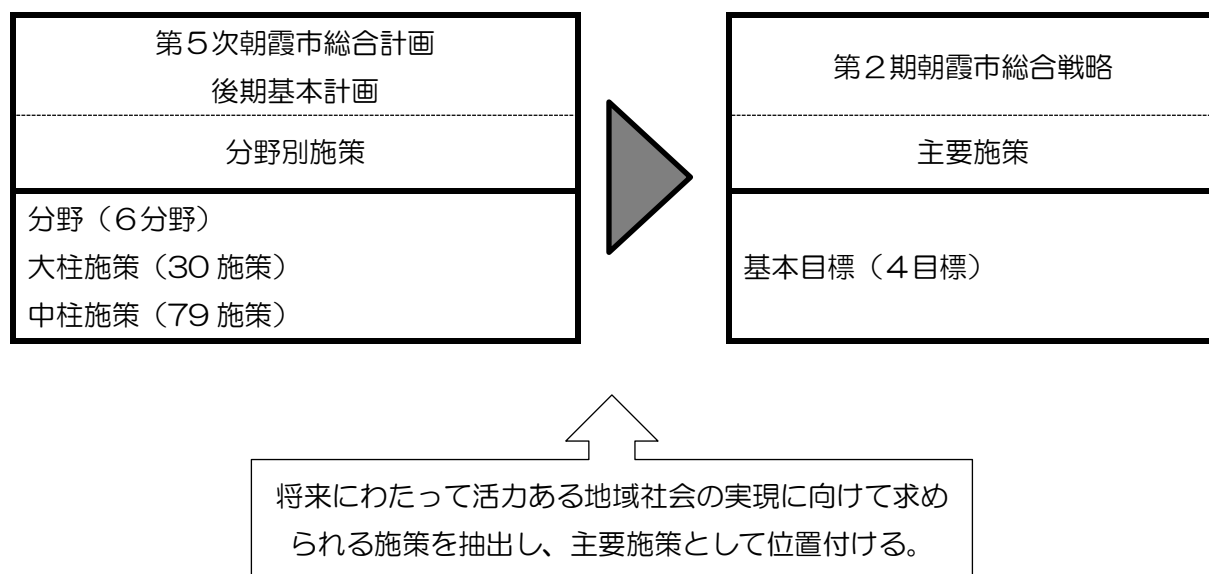 第5次朝霞市総合計画
後期基本計画
分野別施策
分野（6分野）
大柱施策（30 施策）
中柱施策（79 施策）
第2期朝霞市総合戦略
主要施策
基本目標（4目標）
将来にわたって活力ある地域社会の実現に向けて求め
られる施策を抽出し、主要施策として位置付ける。